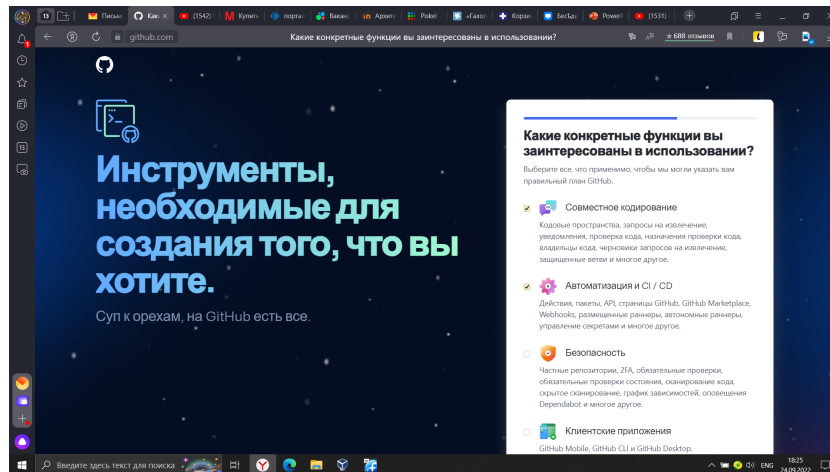 13
Письм
Как
(1542)
Купить
портал
Вакан
Архит
Piskel
«Галоп
Корзин
БесЕда
PowerF
(1531)
github.com
Какие конкретные функции вы заинтересованы в использовании?
★ 688 отзывов
Инструменты,
необходимые для
создания того, что вы
хотите.
Суп к орехам, на GitHub есть все.
Какие конкретные функции вы
заинтересованы в использовании?
Выберите все, что применимо, чтобы мы могли указать вам
правильный план GitHub.
Совместное кодирование
Кодовые пространства, запросы на извлечение,
уведомления, проверка кода, назначения проверки кода,
владельцы кода, черновики запросов на извлечение,
защищенные ветви и многое другое.
Автоматизация и CI / CD
Действия, пакеты, API, страницы GitHub, GitHub Marketplace,
Webhooks, размещенные раннеры, автономные раннеры,
управление секретами и многое другое.
Безопасность
Частные репозитории, 2FA, обязательные проверки,
обязательные проверки состояния, сканирование кода,
скрытое сканирование, график зависимостей, оповещения
Dependabot и многое другое.
Клиентские приложения
GitHub Mobile, GitHub CLI и GitHub Desktop.
Введите здесь текст для поиска
ENG
18:25
24.09.2022